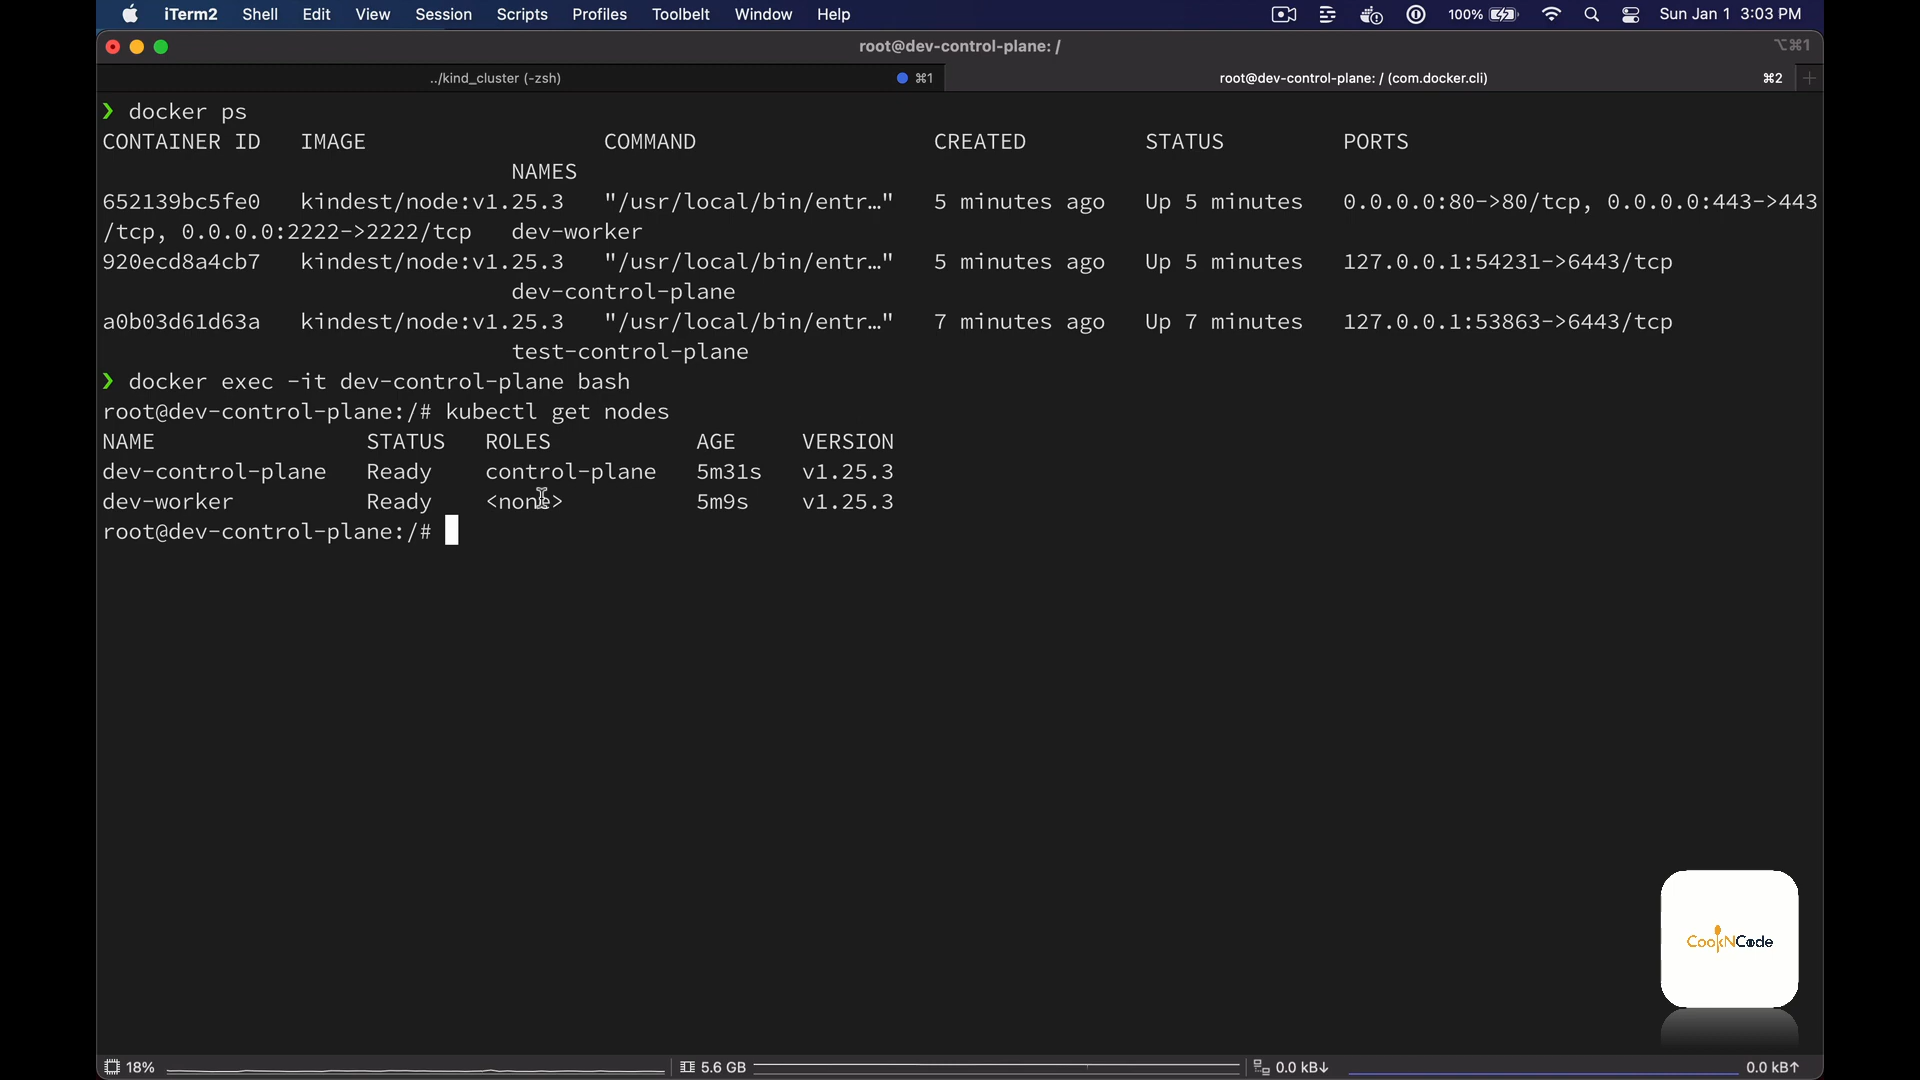 iTerm2 Shell Edit View Session Scripts Profiles Toolbelt Window Help 100% Sun Jan 1 3:03 PM
root@dev-control-plane: / ⌥⌘1
../kind_cluster (-zsh) ⌘1 root@dev-control-plane: / (com.docker.cli) ⌘2 +
❯ docker ps
CONTAINER ID IMAGE COMMAND CREATED STATUS PORTS
NAMES
652139bc5fe0 kindest/node:v1.25.3 "/usr/local/bin/entr…" 5 minutes ago Up 5 minutes 0.0.0.0:80->80/tcp, 0.0.0.0:443->443
/tcp, 0.0.0.0:2222->2222/tcp dev-worker
920ecd8a4cb7 kindest/node:v1.25.3 "/usr/local/bin/entr…" 5 minutes ago Up 5 minutes 127.0.0.1:54231->6443/tcp
dev-control-plane
a0b03d61d63a kindest/node:v1.25.3 "/usr/local/bin/entr…" 7 minutes ago Up 7 minutes 127.0.0.1:53863->6443/tcp
test-control-plane
❯ docker exec -it dev-control-plane bash
root@dev-control-plane:/# kubectl get nodes
NAME STATUS ROLES AGE VERSION
dev-control-plane Ready control-plane 5m31s v1.25.3
dev-worker Ready <none> 5m9s v1.25.3
root@dev-control-plane:/#
CookNCode
18% 5.6 GB 0.0 kB↓ 0.0 kB↑